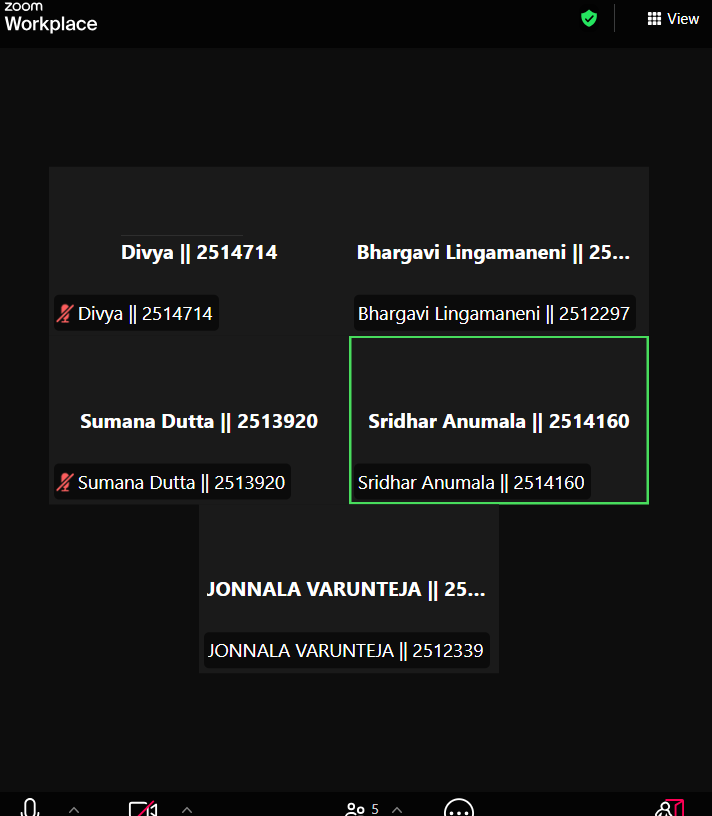 zoom
Workplace
View
Divya || 2514714
Bhargavi Lingamaneni || 25...
Divya || 2514714
Bhargavi Lingamaneni || 2512297
Sumana Dutta || 2513920
Sridhar Anumala || 2514160
Sumana Dutta || 2513920
Sridhar Anumala || 2514160
JONNALA VARUNTEJA || 25...
JONNALA VARUNTEJA || 2512339
5